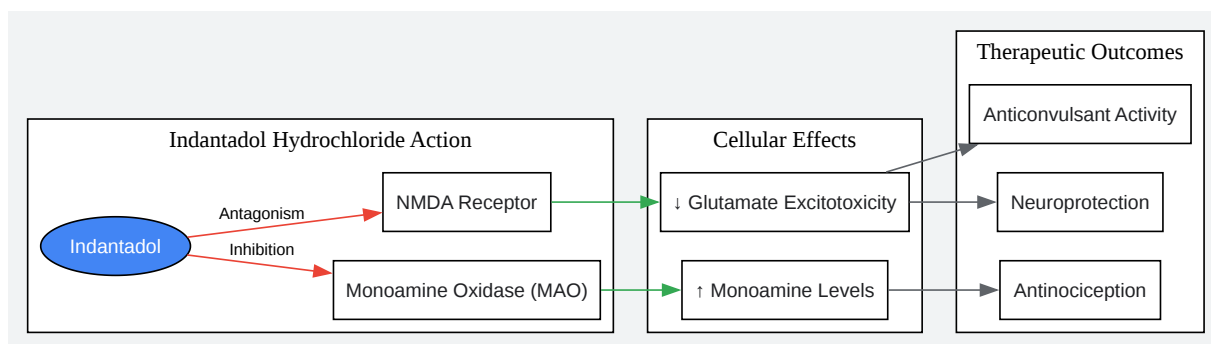 Indantadol Hydrochloride Action
Indantadol
Antagonism
Inhibition
NMDA Receptor
Monoamine Oxidase (MAO)
Cellular Effects
↓ Glutamate Excitotoxicity
↑ Monoamine Levels
Therapeutic Outcomes
Anticonvulsant Activity
Neuroprotection
Antinociception